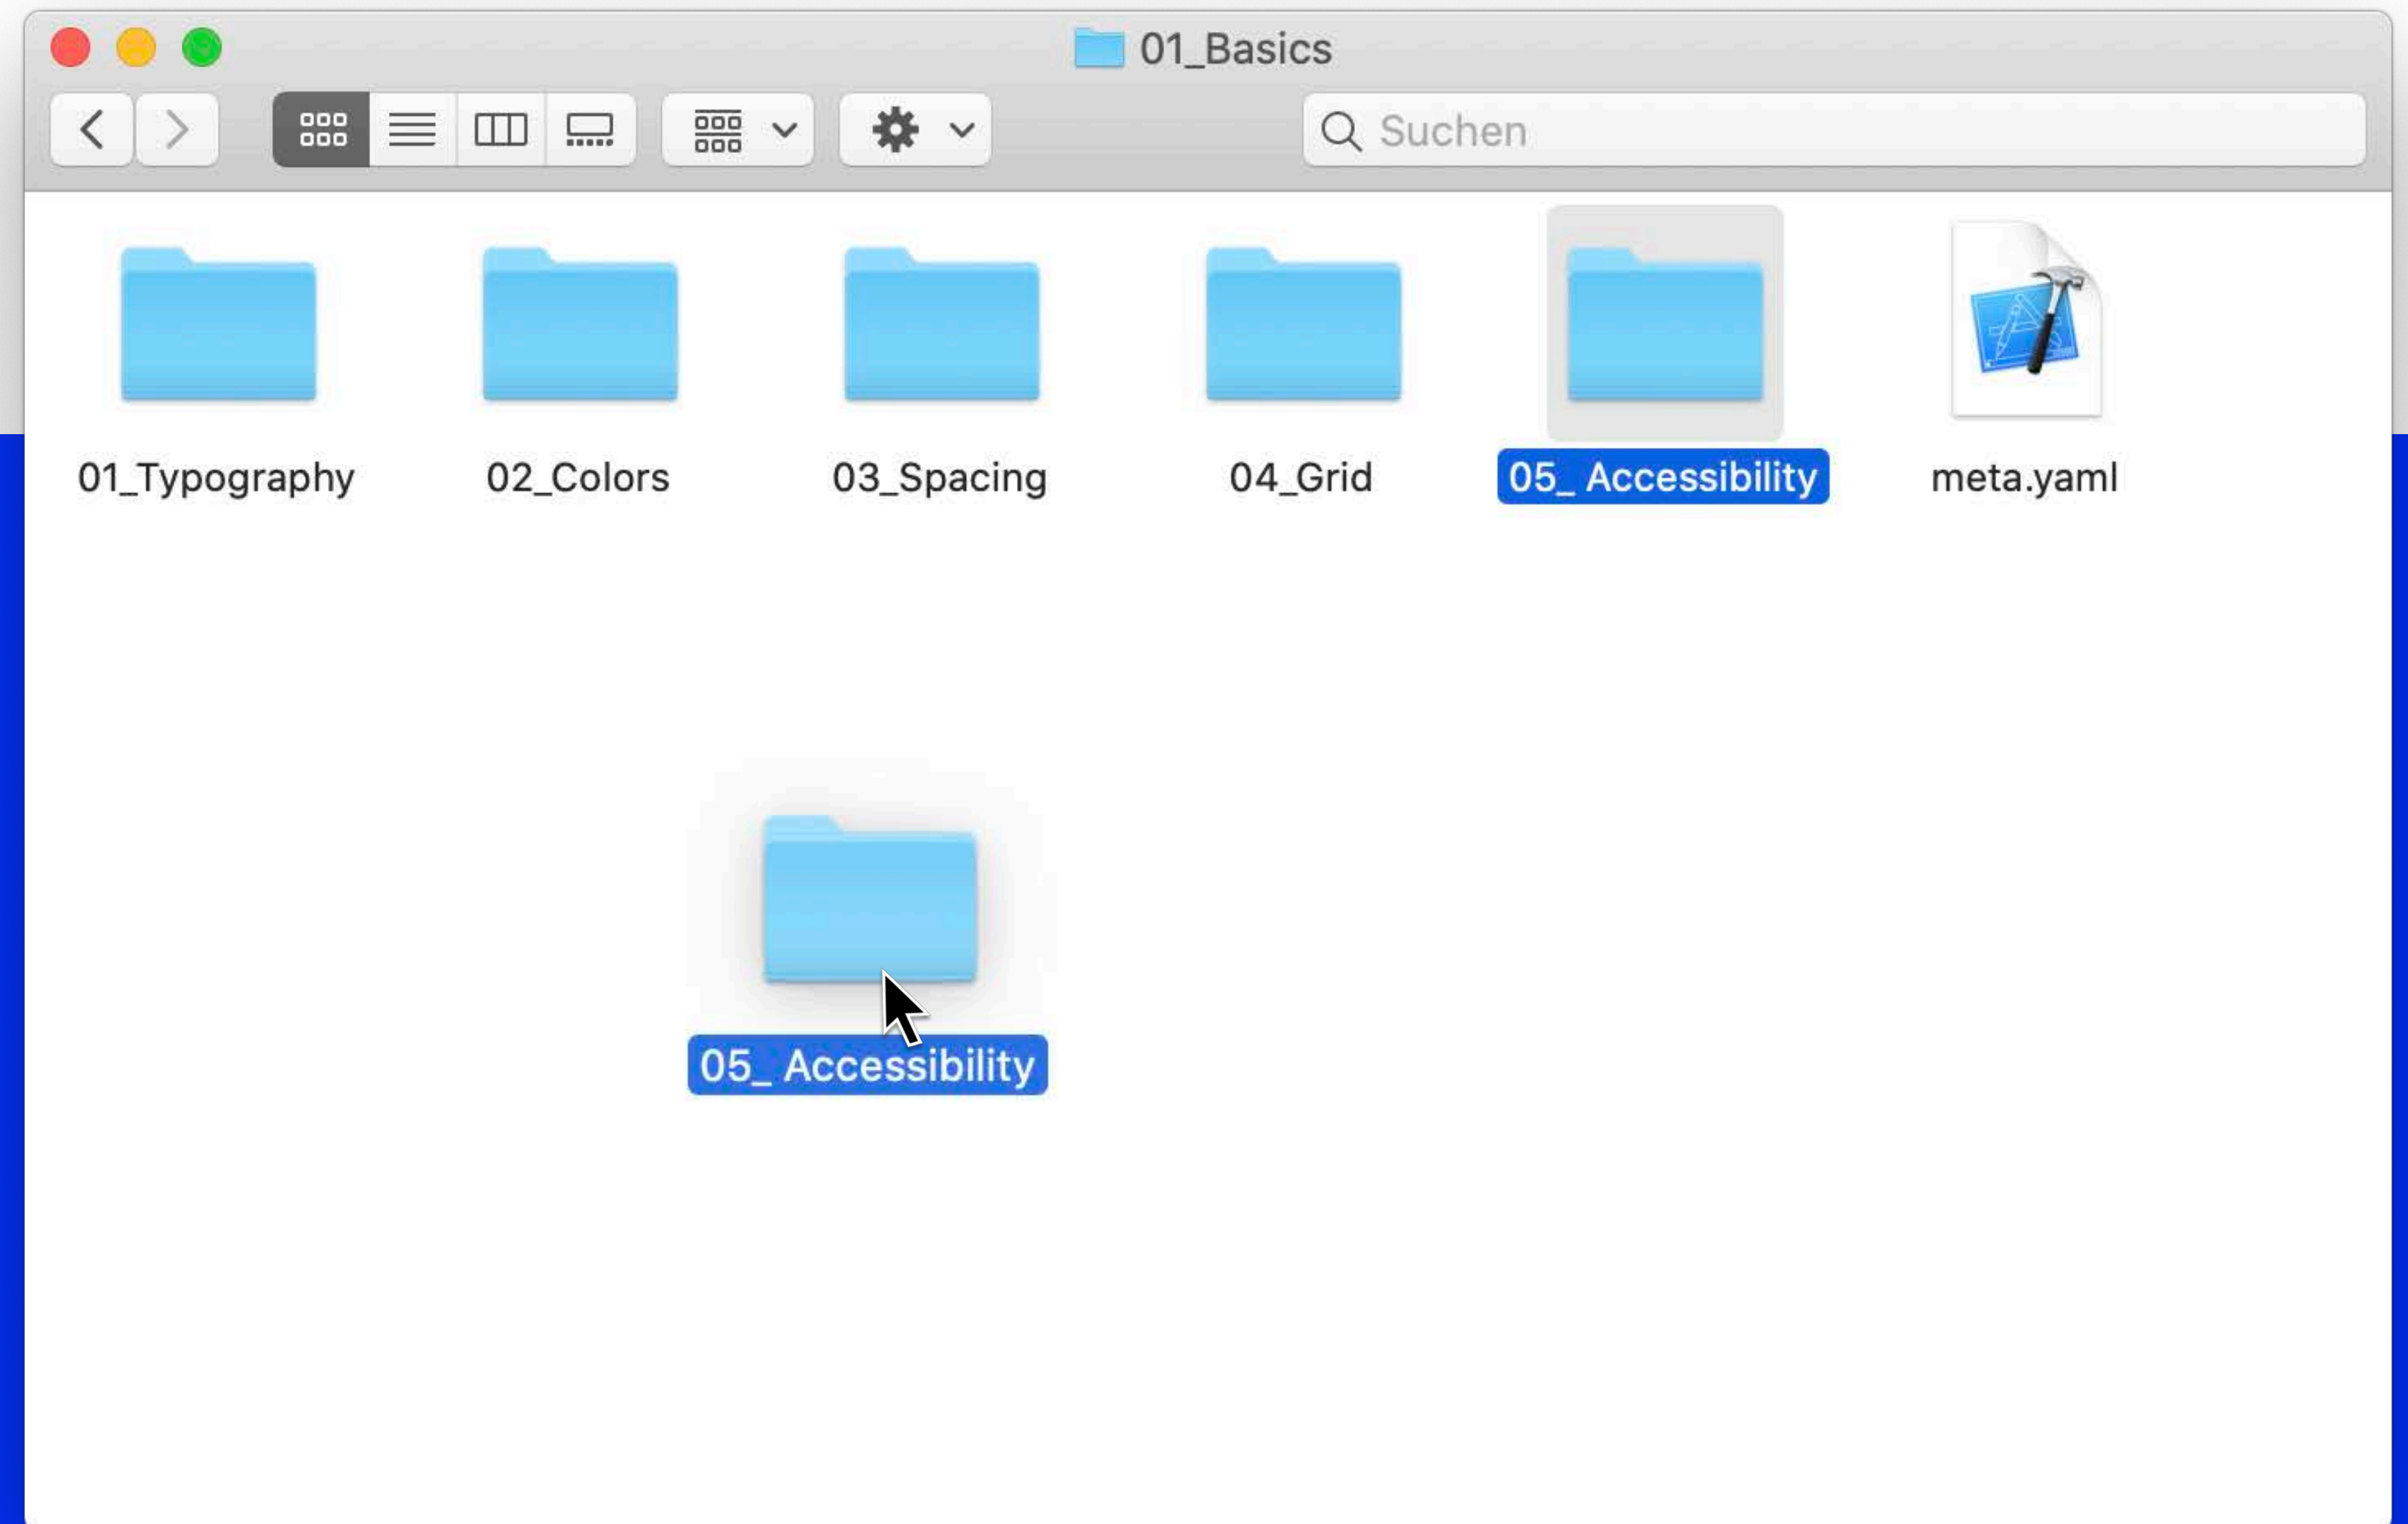 01_Basics
Suchen
01_Typography
02_Colors
03_Spacing
04_Grid
05_ Accessibility
meta.yaml
05_ Accessibility